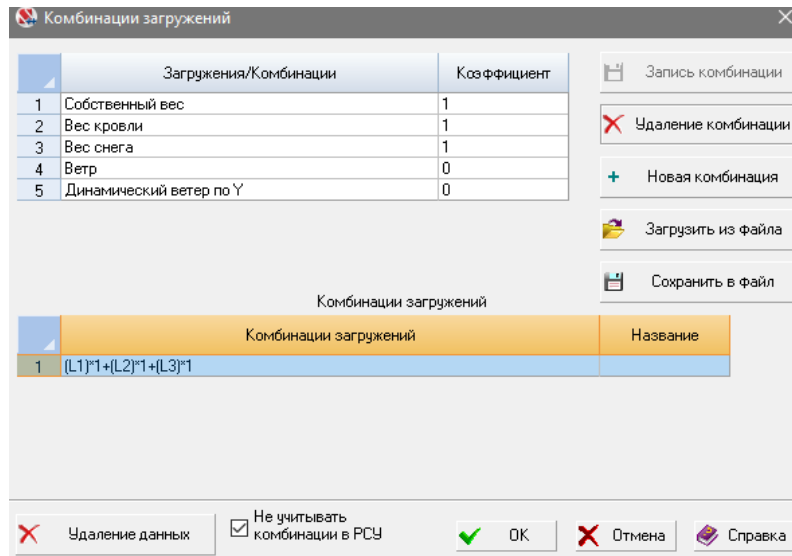 Комбинации загружений
Загружения/Комбинации Коэффициент
1 Собственный вес 1
2 Вес кровли 1
3 Вес снега 1
4 Ветр 0
5 Динамический ветер по Y 0
Запись комбинации
Удаление комбинации
Новая комбинация
Загрузить из файла
Сохранить в файл
Комбинации загружений
Комбинации загружений Название
1 (L1)*1+(L2)*1+(L3)*1
Удаление данных
Не учитывать
комбинации в РСУ
OK
Отмена
Справка